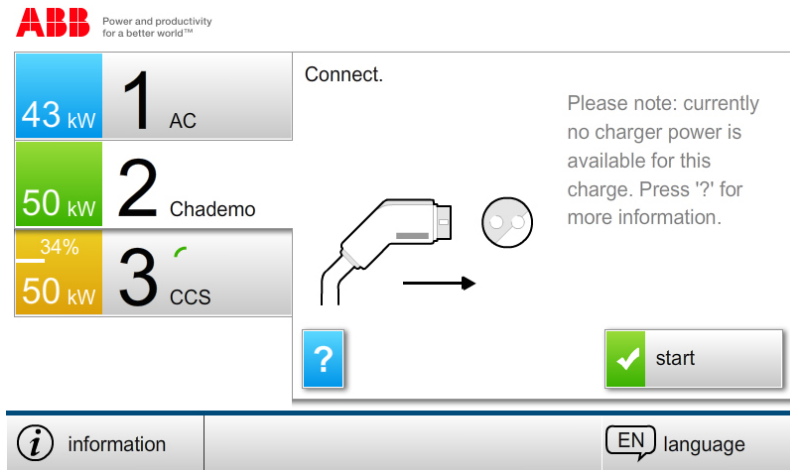 ABB
Power and productivity
for a better world™
43 kW 1 AC
50 kW 2 Chademo
34%
50 kW 3 CCS
Connect.
Please note: currently
no charger power is
available for this
charge. Press '?' for
more information.
?
start
i information
EN language